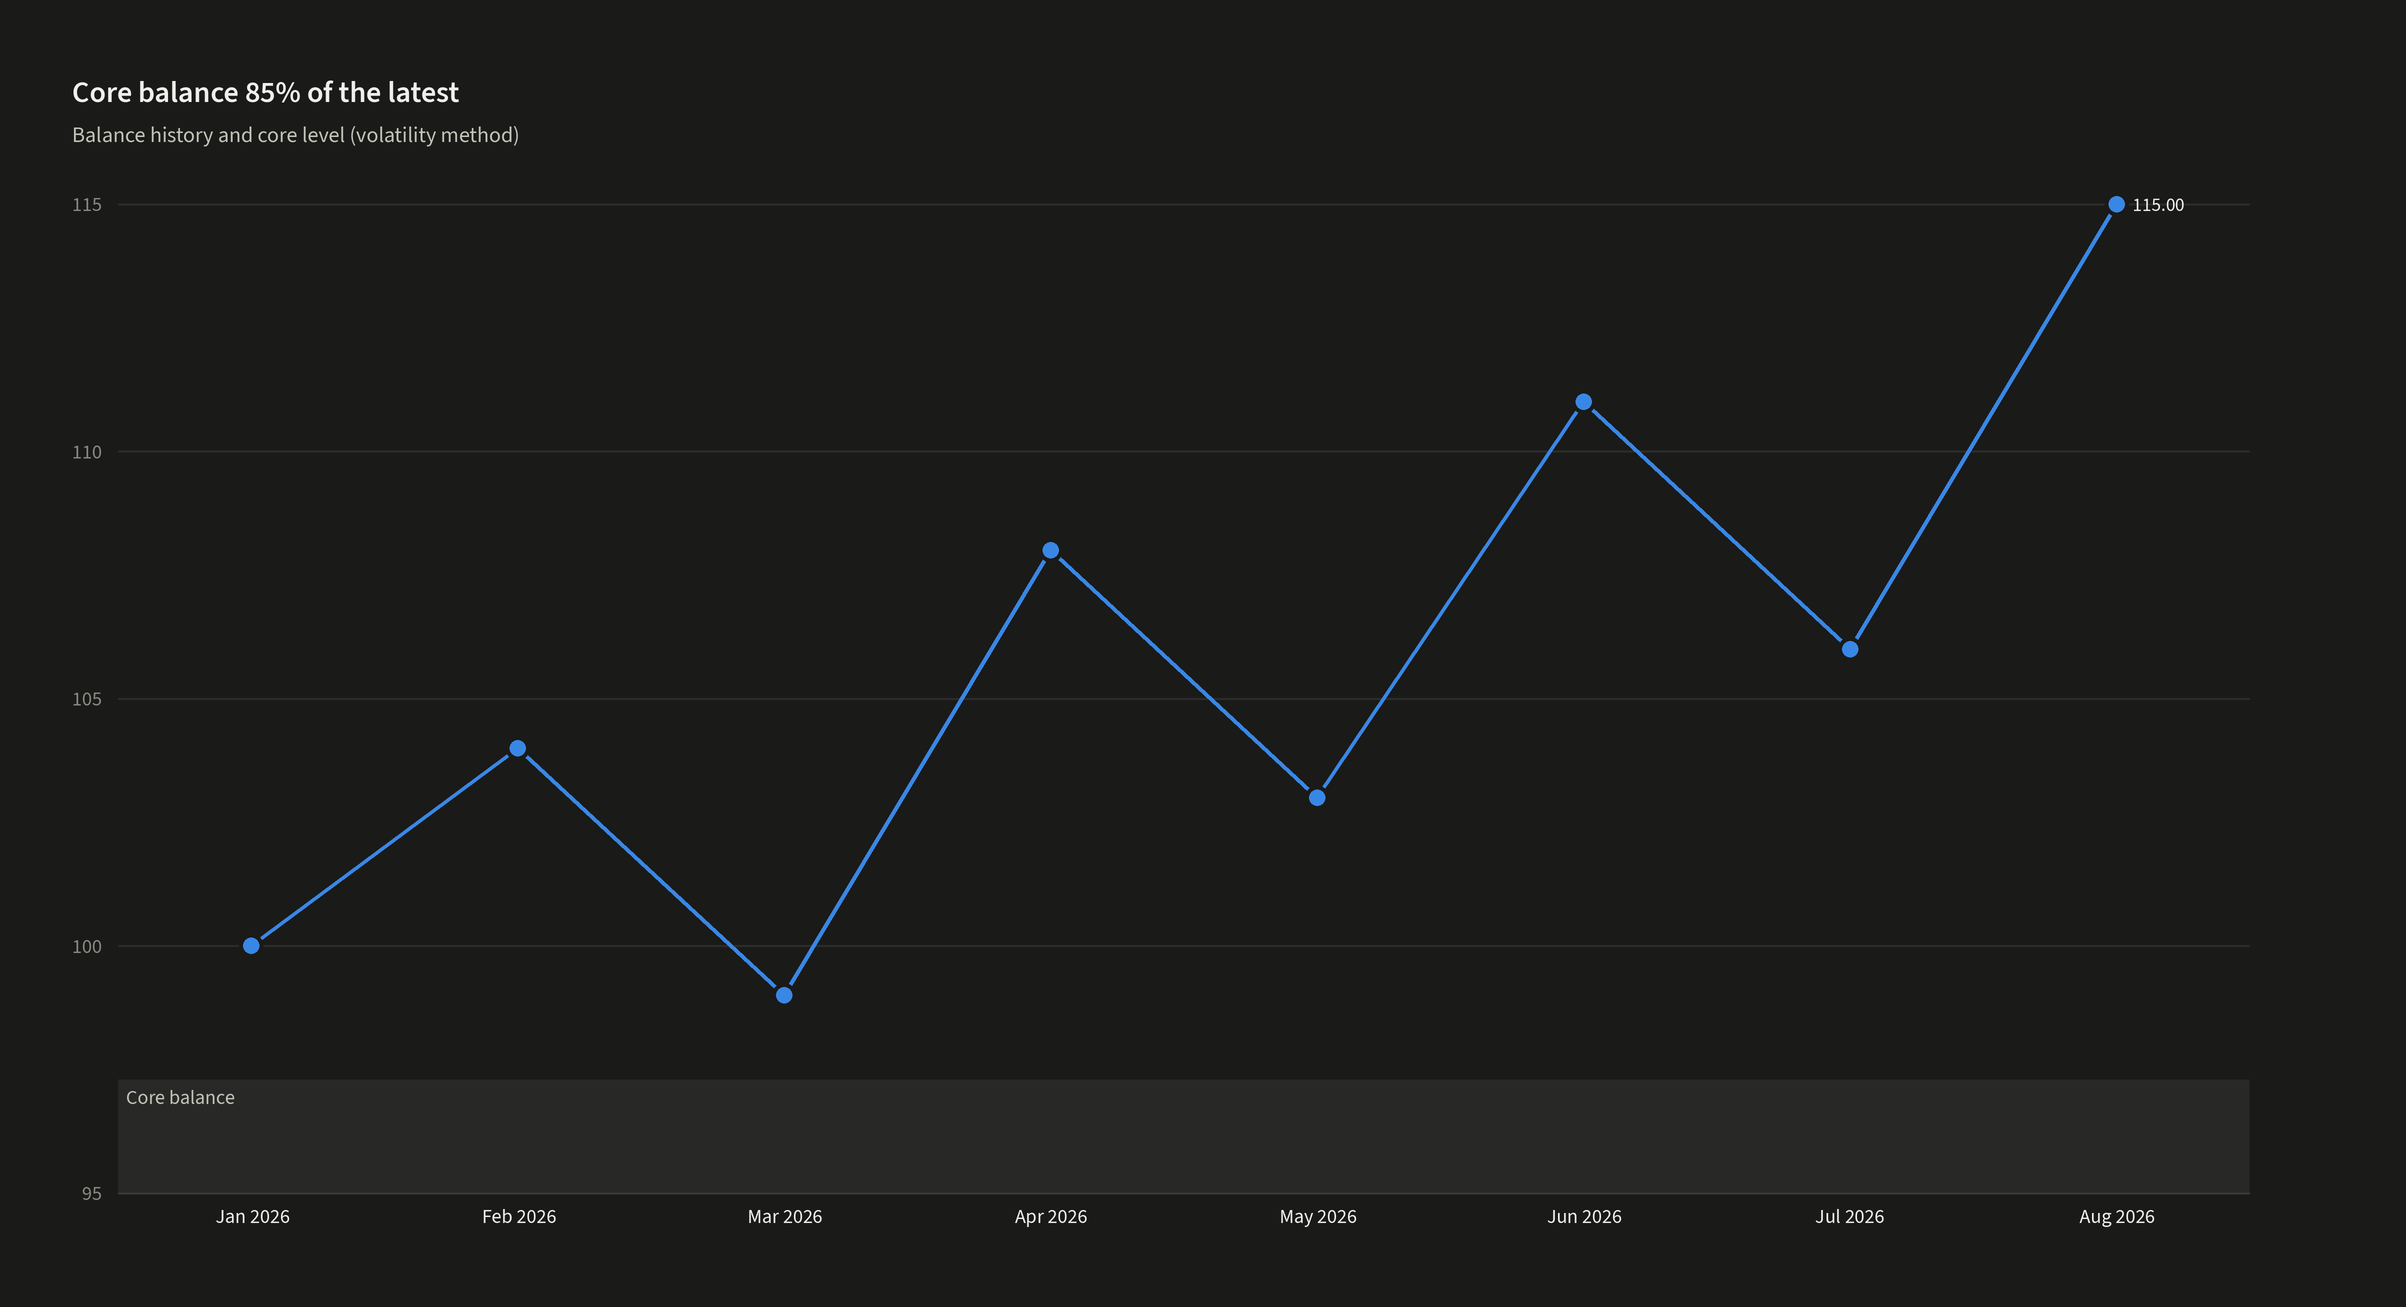 Core balance 85% of the latest
Balance history and core level (volatility method)
115
115.00
110
105
100
Core balance
95
Jan 2026 Feb 2026 Mar 2026 Apr 2026 May 2026 Jun 2026 Jul 2026 Aug 2026